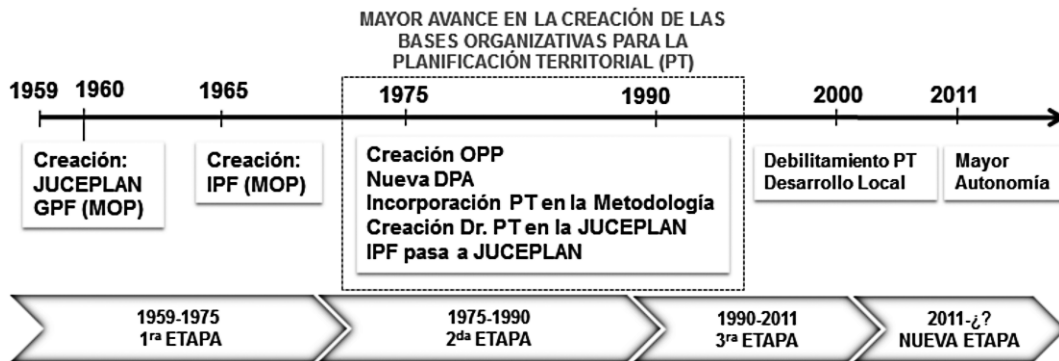 MAYOR AVANCE EN LA CREACIÓN DE LAS
BASES ORGANIZATIVAS PARA LA
PLANIFICACIÓN TERRITORIAL (PT)
1959
1960
1965
1975
1990
2000
2011
Creación:
JUCEPLAN
GPF (MOP)
Creación:
IPF (MOP)
Creación OPP
Nueva DPA
Incorporación PT en la Metodología
Creación Dr. PT en la JUCEPLAN
IPF pasa a JUCEPLAN
Debilitamiento PT
Desarrollo Local
Mayor
Autonomía
1959-1975
1ra ETAPA
1975-1990
2da ETAPA
1990-2011
3ra ETAPA
2011-¿?
NUEVA ETAPA